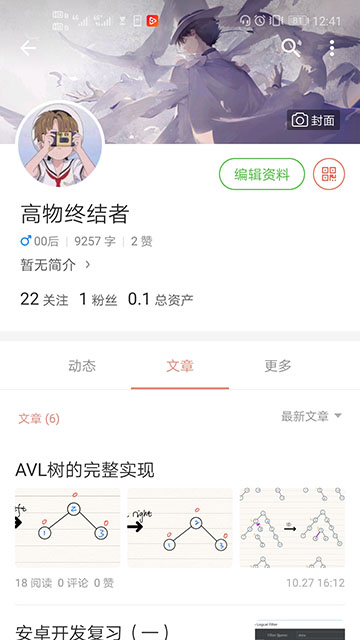 12:41
封面
编辑资料
高物终结者
00后 9257 字 2 赞
暂无简介
22 关注 1 粉丝 0.1 总资产
动态 文章 更多
文章 (6) 最新文章
AVL树的完整实现
right
18 阅读 0 评论 0 赞 10.27 16:12
安卓开发复习（一）